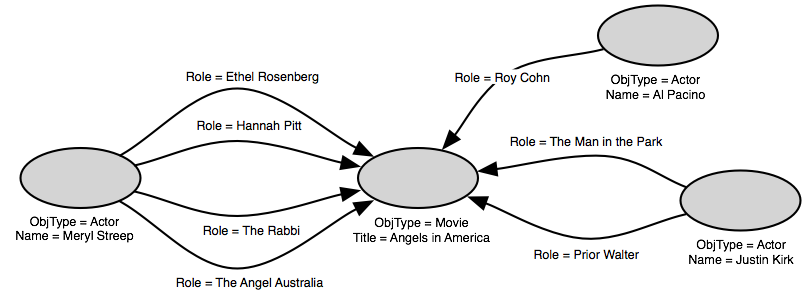 Role = Ethel Rosenberg
Role = Hannah Pitt
Role = The Rabbi
Role = The Angel Australia
ObjType = Actor
Name = Meryl Streep
ObjType = Movie
Title = Angels in America
Role = Roy Cohn
ObjType = Actor
Name = Al Pacino
Role = The Man in the Park
Role = Prior Walter
ObjType = Actor
Name = Justin Kirk